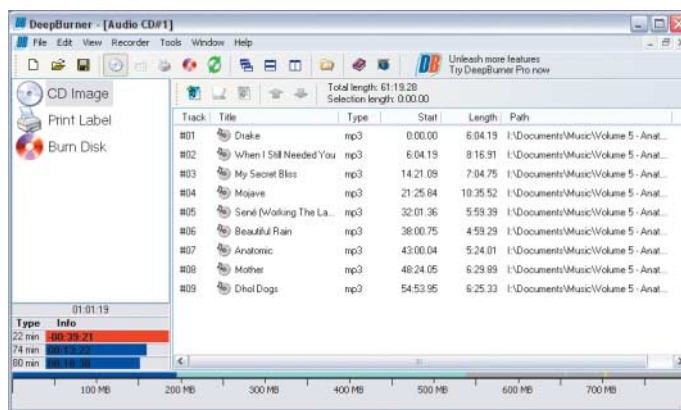 DeepBurner - [Audio CD#1]
File Edit View Recorder Tools Window Help
Unleash more features
Try DeepBurner Pro now
CD Image
Print Label
Burn Disk
Total length: 61:19.28
Selection length: 0:00.00
Track Title Type Start Length Path
#01 Drake mp3 0:00.00 6:04.19 I:\Documents\Music\Volume 5 - Anat...
#02 When I Still Needed You mp3 6:04.19 8:16.91 I:\Documents\Music\Volume 5 - Anat...
#03 My Secret Bliss mp3 14:21.09 7:04.75 I:\Documents\Music\Volume 5 - Anat...
#04 Mojave mp3 21:25.84 10:35.52 I:\Documents\Music\Volume 5 - Anat...
#05 Sené (Working The La... mp3 32:01.36 5:59.39 I:\Documents\Music\Volume 5 - Anat...
#06 Beautiful Rain mp3 38:00.75 4:59.29 I:\Documents\Music\Volume 5 - Anat...
#07 Anatomic mp3 43:00.04 5:24.01 I:\Documents\Music\Volume 5 - Anat...
#08 Mother mp3 48:24.05 6:29.89 I:\Documents\Music\Volume 5 - Anat...
#09 Dhol Dogs mp3 54:53.95 6:25.33 I:\Documents\Music\Volume 5 - Anat...
01:01:19
Type Info
22 min -00:39:21
74 min 00:13:22
80 min 00:18:38
100 MB 200 MB 300 MB 400 MB 500 MB 600 MB 700 MB